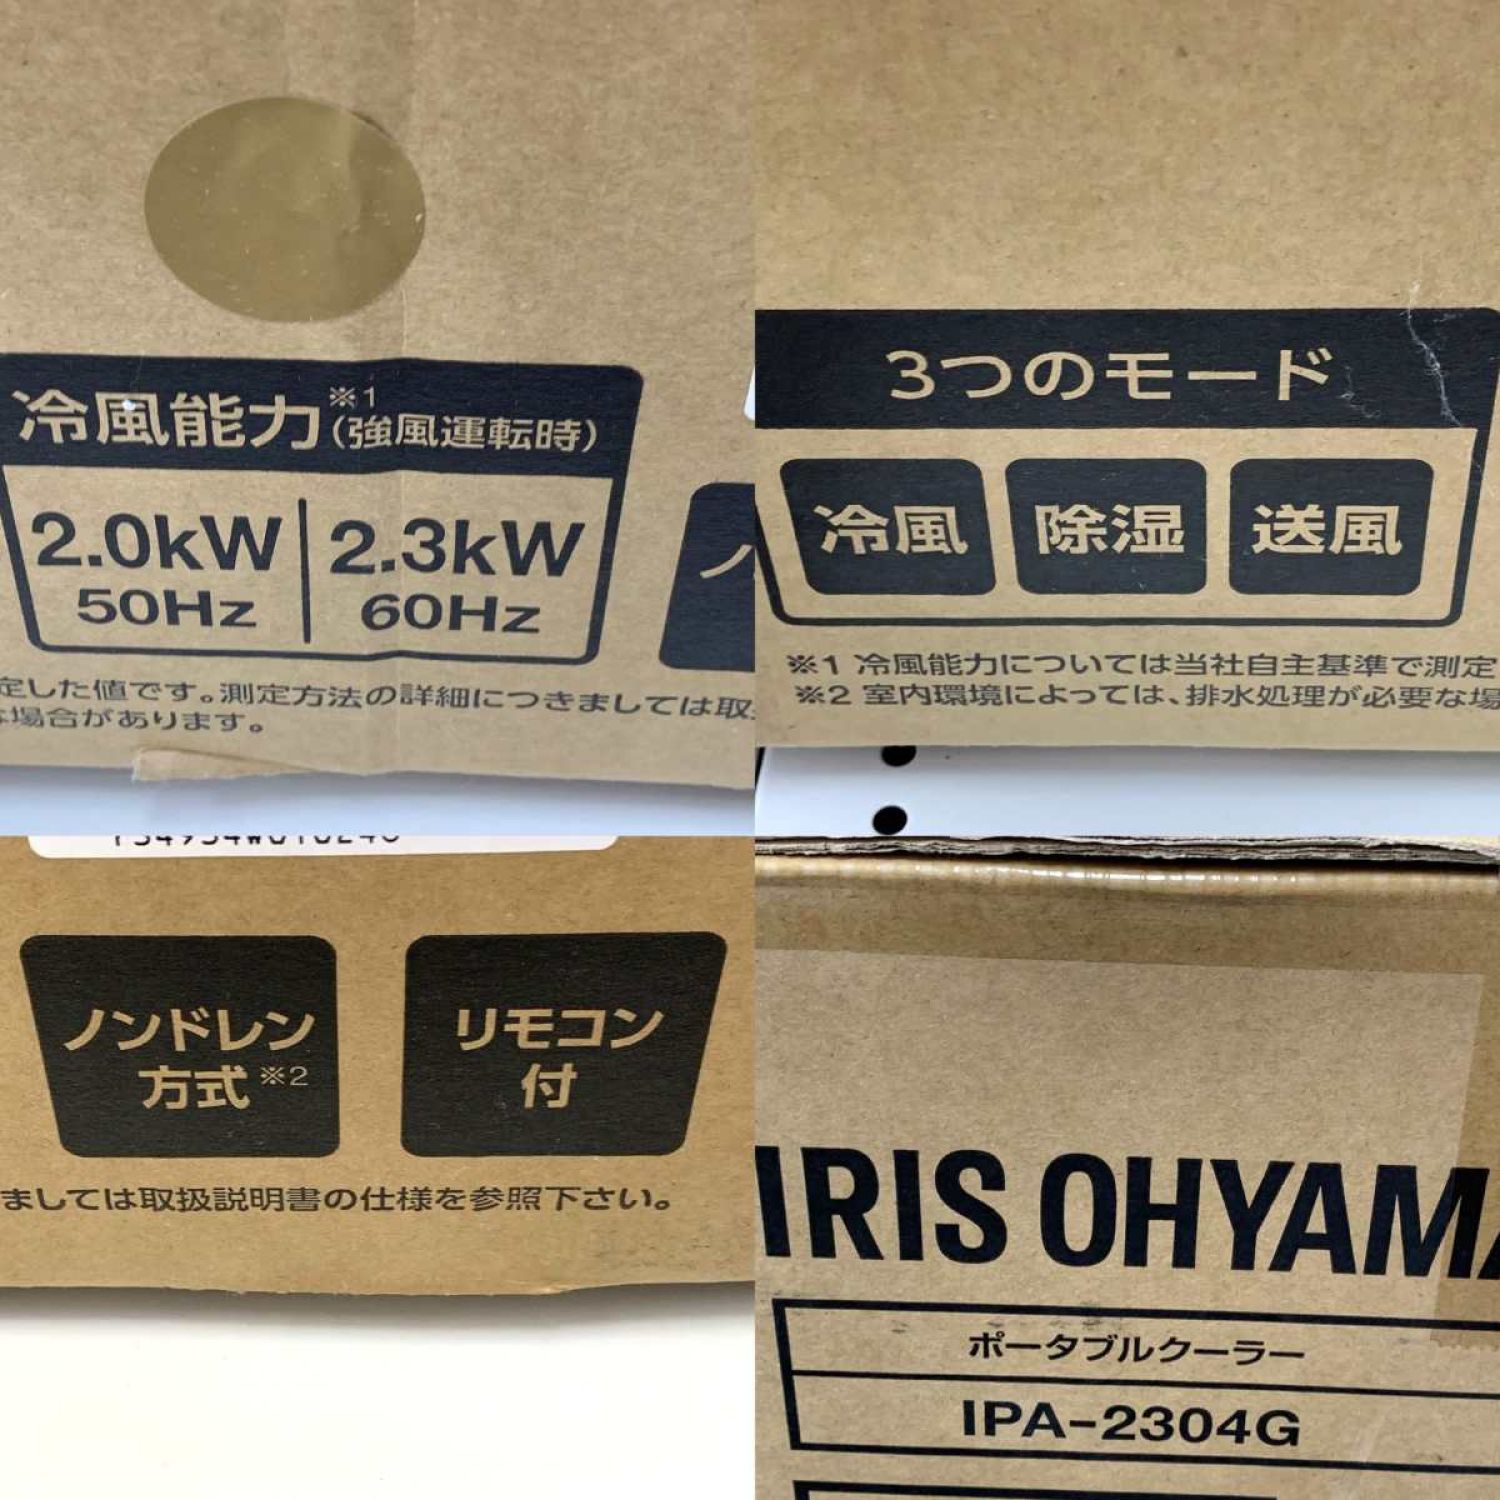 冷風能力※1(強風運転時)
2.0kW 2.3kW
50Hz 60Hz
ノ
定した値です。測定方法の詳細につきましては取
場合があります。
3つのモード
冷風 除湿 送風
※1 冷風能力については当社自主基準で測定
※2 室内環境によっては、排水処理が必要な場
ノンドレン
方式※2
リモコン
付
ましては取扱説明書の仕様を参照下さい。
IRIS OHYAMA
ポータブルクーラー
IPA-2304G